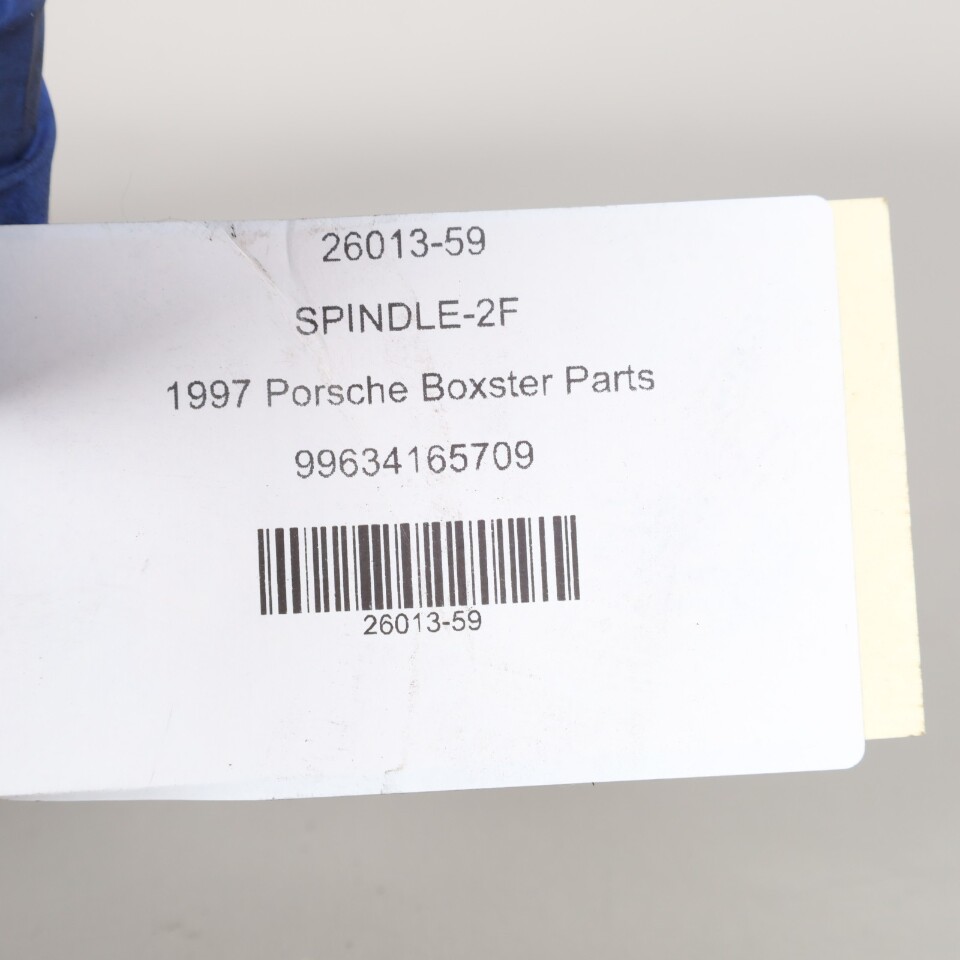 26013-59
SPINDLE-2F
1997 Porsche Boxster Parts
99634165709
26013-59